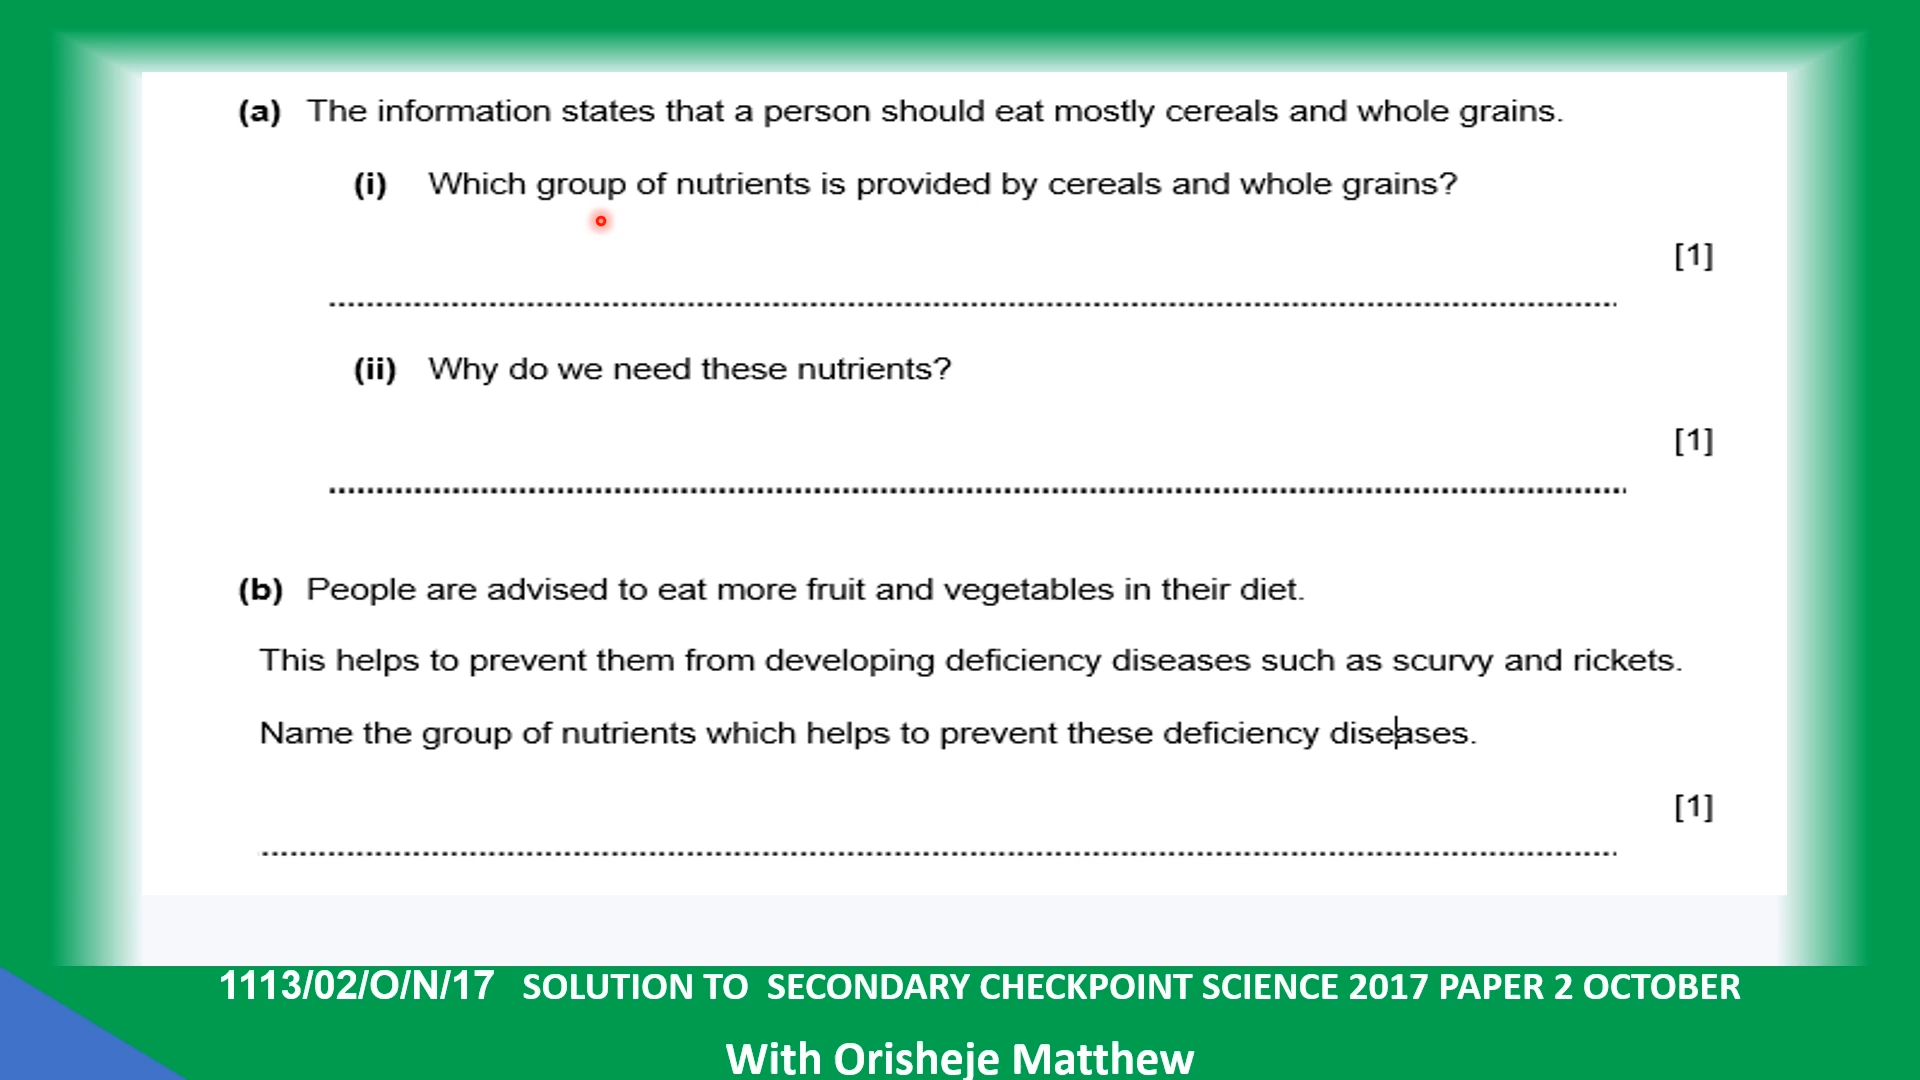 (a) The information states that a person should eat mostly cereals and whole grains.
(i) Which group of nutrients is provided by cereals and whole grains?
[1]
(ii) Why do we need these nutrients?
[1]
(b) People are advised to eat more fruit and vegetables in their diet.
This helps to prevent them from developing deficiency diseases such as scurvy and rickets.
Name the group of nutrients which helps to prevent these deficiency diseases.
[1]
1113/02/O/N/17 SOLUTION TO SECONDARY CHECKPOINT SCIENCE 2017 PAPER 2 OCTOBER
With Orisheje Matthew